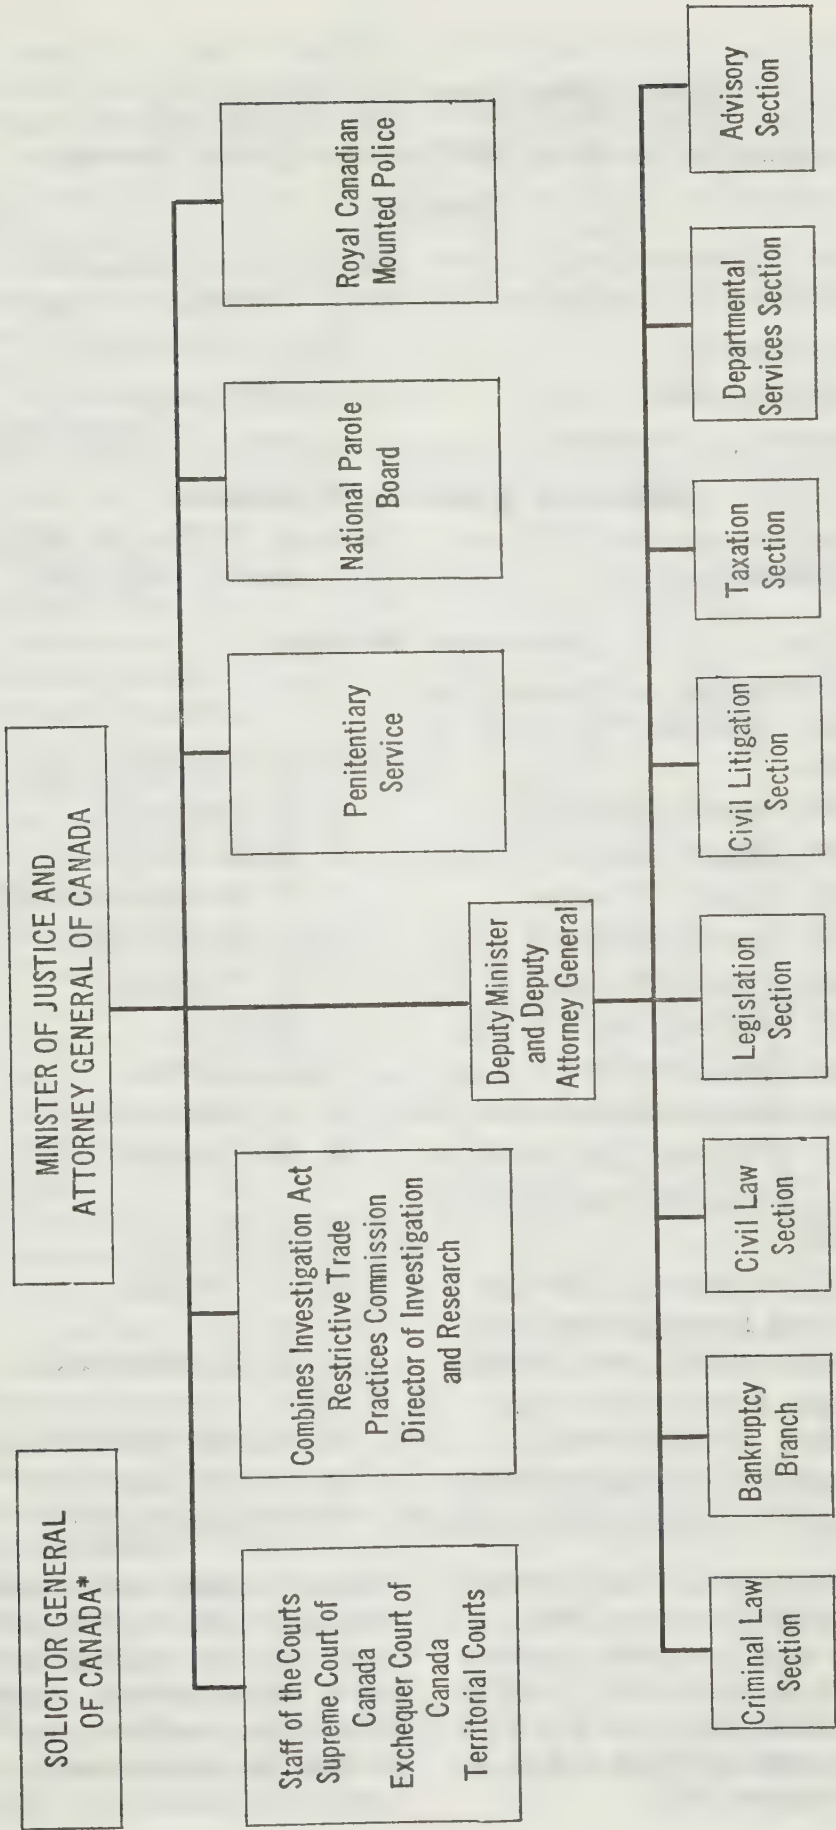 SOLICITOR GENERAL
OF CANADA*
MINISTER OF JUSTICE AND
ATTORNEY GENERAL OF CANADA
Staff of the Courts
Supreme Court of
Canada
Exchequer Court of
Canada
Territorial Courts
Combines Investigation Act
Restrictive Trade
Practices Commission
Director of Investigation
and Research
Penitentiary
Service
National Parole
Board
Royal Canadian
Mounted Police
Deputy Minister
and Deputy
Attorney General
Criminal Law
Section
Bankruptcy
Branch
Civil Law
Section
Legislation
Section
Civil Litigation
Section
Taxation
Section
Departmental
Services Section
Advisory
Section